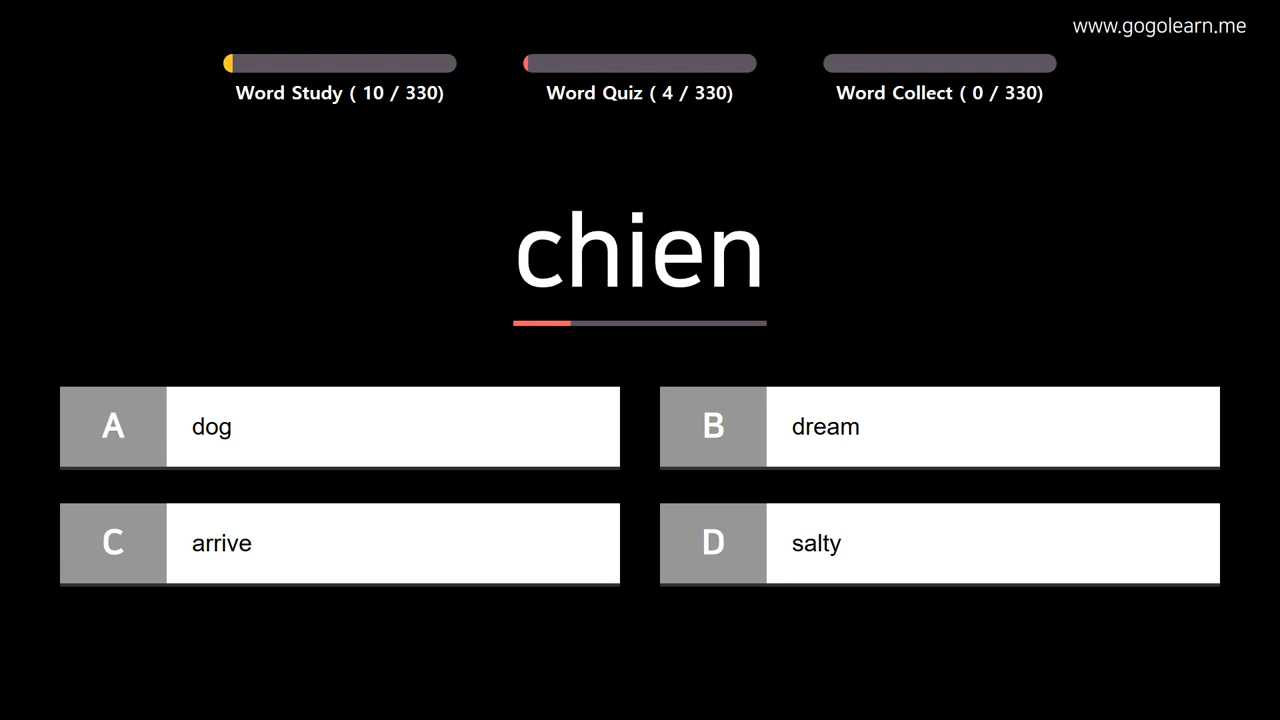 www.gogolearn.me
Word Study ( 10 / 330)
Word Quiz ( 4 / 330)
Word Collect ( 0 / 330)
chien
A dog
B dream
C arrive
D salty